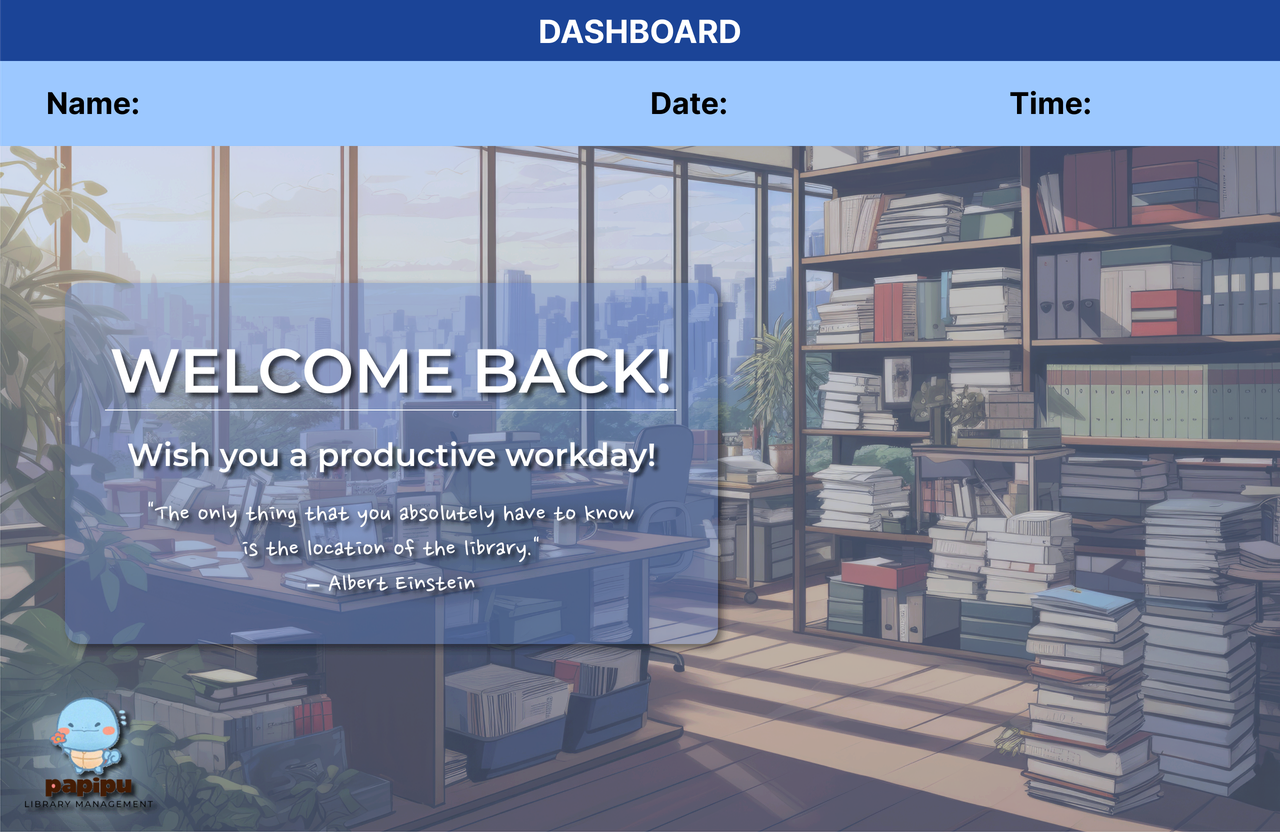 DASHBOARD
Name: Date: Time:
WELCOME BACK!
Wish you a productive workday!
"The only thing that you absolutely have to know
is the location of the library."
– Albert Einstein
papipu
LIBRARY MANAGEMENT